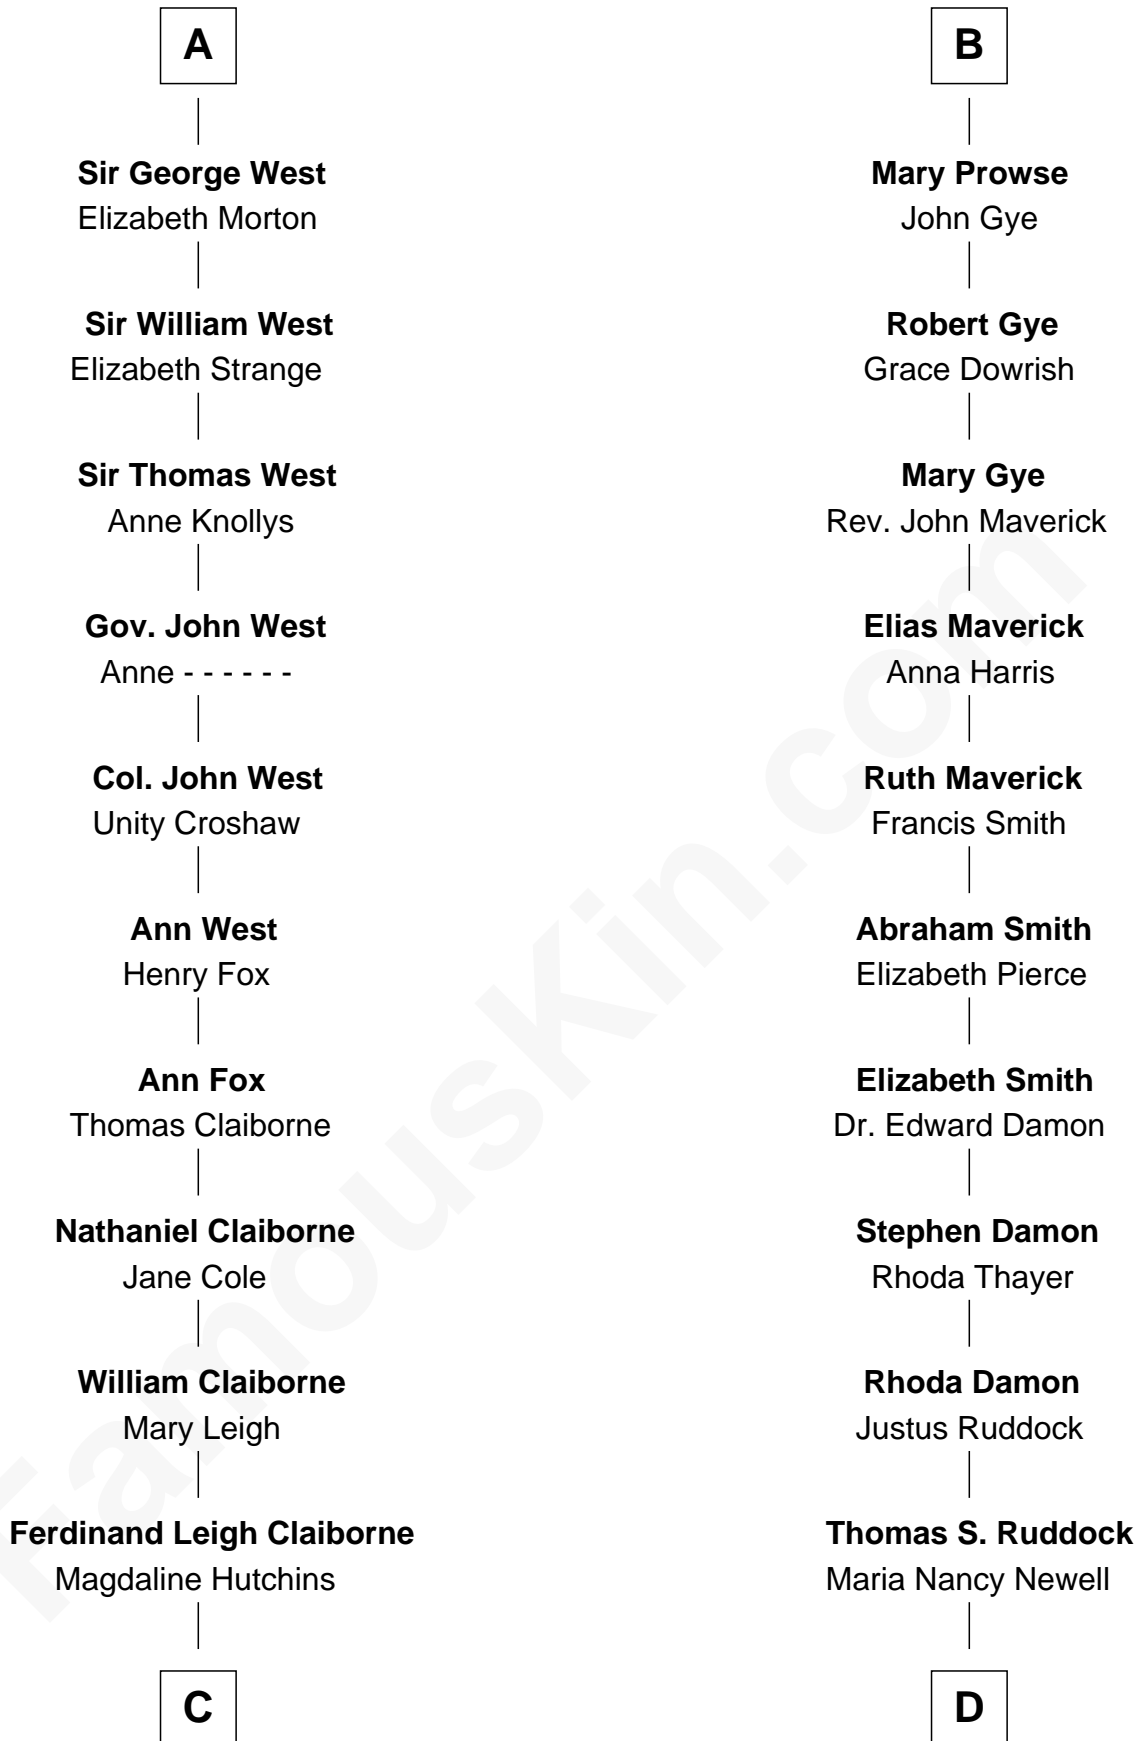 A
Sir George West
Elizabeth Morton
Sir William West
Elizabeth Strange
Sir Thomas West
Anne Knollys
Gov. John West
Anne - - - - - -
Col. John West
Unity Croshaw
Ann West
Henry Fox
Ann Fox
Thomas Claiborne
Nathaniel Claiborne
Jane Cole
William Claiborne
Mary Leigh
Ferdinand Leigh Claiborne
Magdaline Hutchins
C
B
Mary Prowse
John Gye
Robert Gye
Grace Dowrish
Mary Gye
Rev. John Maverick
Elias Maverick
Anna Harris
Ruth Maverick
Francis Smith
Abraham Smith
Elizabeth Pierce
Elizabeth Smith
Dr. Edward Damon
Stephen Damon
Rhoda Thayer
Rhoda Damon
Justus Ruddock
Thomas S. Ruddock
Maria Nancy Newell
D
FamousKin.com